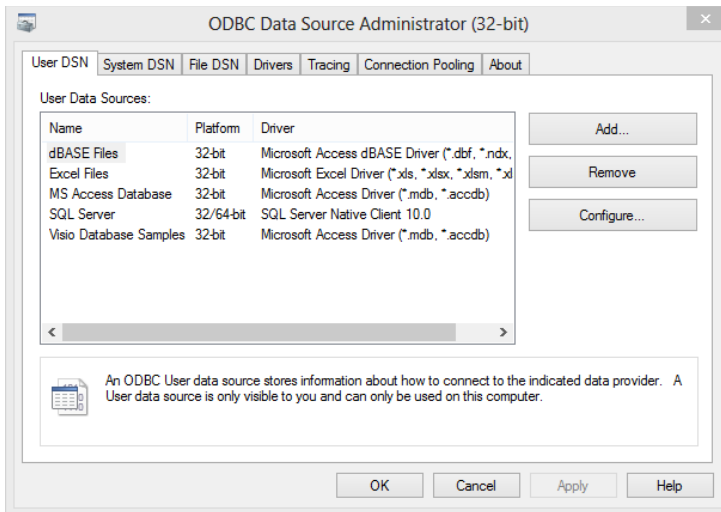 ODBC Data Source Administrator (32-bit)
User DSN System DSN File DSN Drivers Tracing Connection Pooling About
User Data Sources:
Name Platform Driver
dBASE Files 32-bit Microsoft Access dBASE Driver (*.dbf, *.ndx,
Excel Files 32-bit Microsoft Excel Driver (*.xls, *.xlsx, *.xlsm, *.xl
MS Access Database 32-bit Microsoft Access Driver (*.mdb, *.accdb)
SQL Server 32/64-bit SQL Server Native Client 10.0
Visio Database Samples 32-bit Microsoft Access Driver (*.mdb, *.accdb)
Add...
Remove
Configure...
An ODBC User data source stores information about how to connect to the indicated data provider. A
User data source is only visible to you and can only be used on this computer.
OK Cancel Apply Help